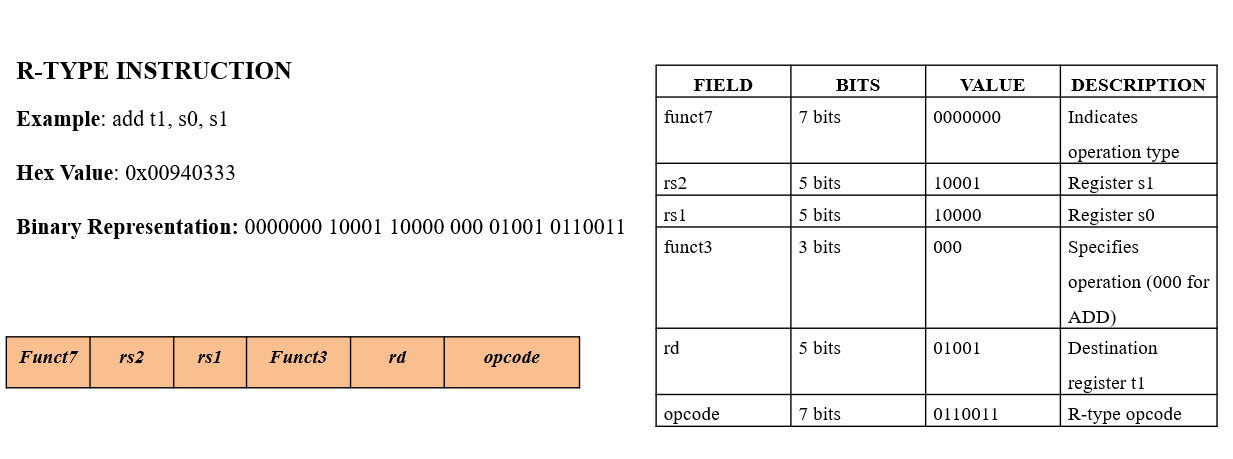 R-TYPE INSTRUCTION
Example: add t1, s0, s1
Hex Value: 0x00940333
Binary Representation: 0000000 10001 10000 000 01001 0110011
Funct7 rs2 rs1 Funct3 rd opcode
FIELD BITS VALUE DESCRIPTION
funct7 7 bits 0000000 Indicates
operation type
rs2 5 bits 10001 Register s1
rs1 5 bits 10000 Register s0
funct3 3 bits 000 Specifies
operation (000 for
ADD)
rd 5 bits 01001 Destination
register t1
opcode 7 bits 0110011 R-type opcode